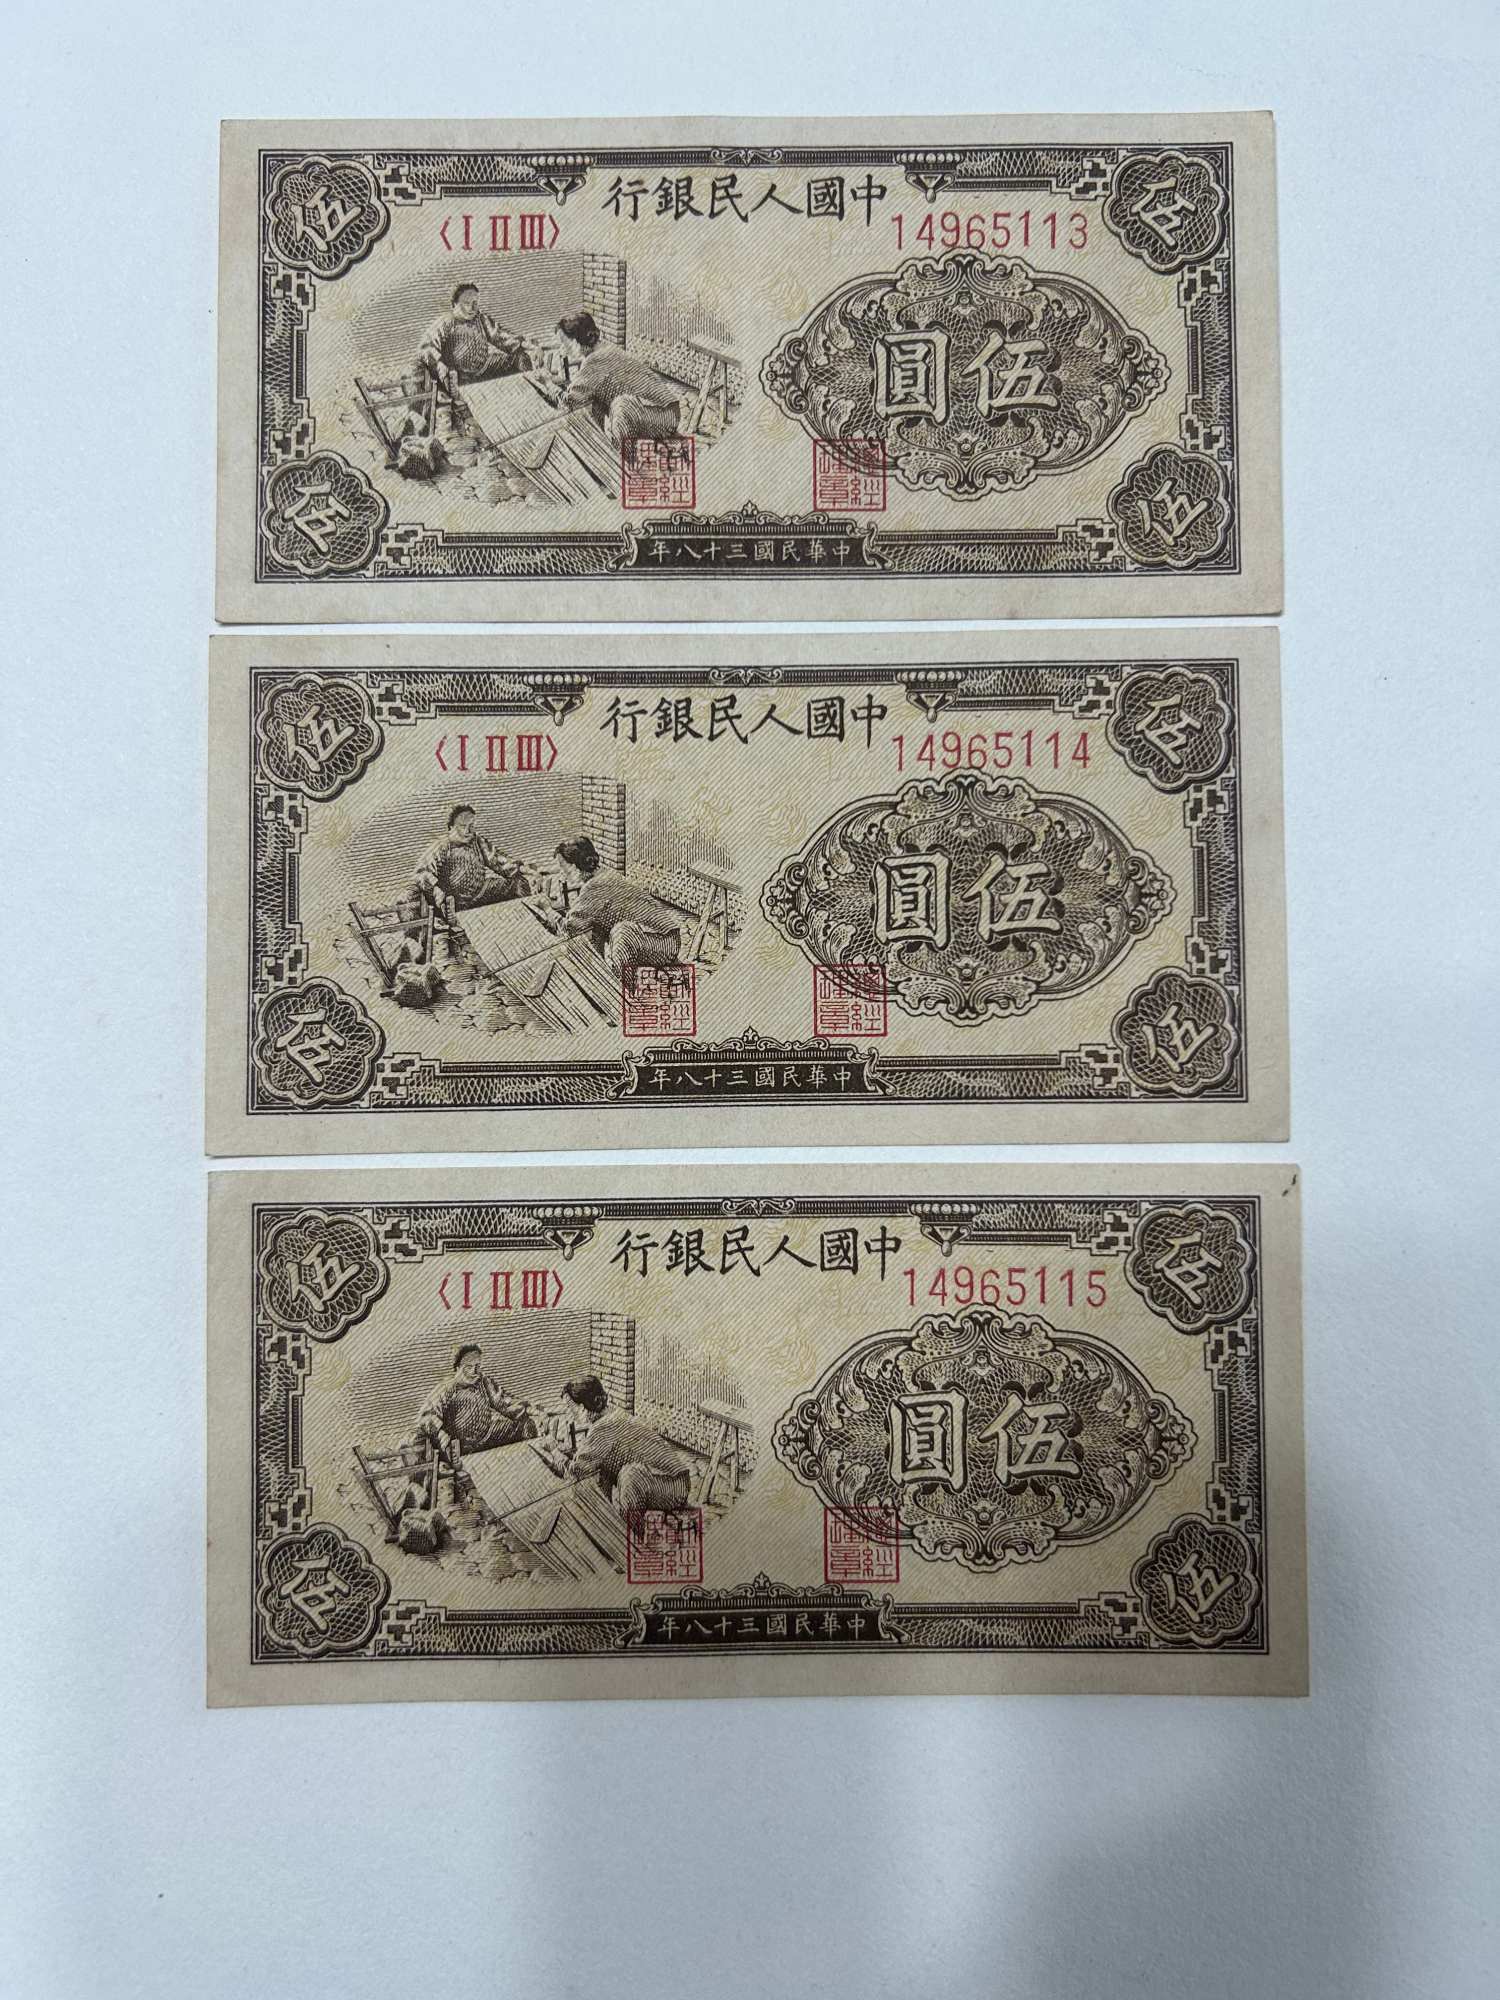 中國人民銀行
〈Ⅰ Ⅱ Ⅲ〉
14965113
伍
伍
伍圓
伍
伍
中華民國三十八年
中國人民銀行
〈Ⅰ Ⅱ Ⅲ〉
14965114
伍
伍
伍圓
伍
伍
中華民國三十八年
中國人民銀行
〈Ⅰ Ⅱ Ⅲ〉
14965115
伍
伍
伍圓
伍
伍
中華民國三十八年